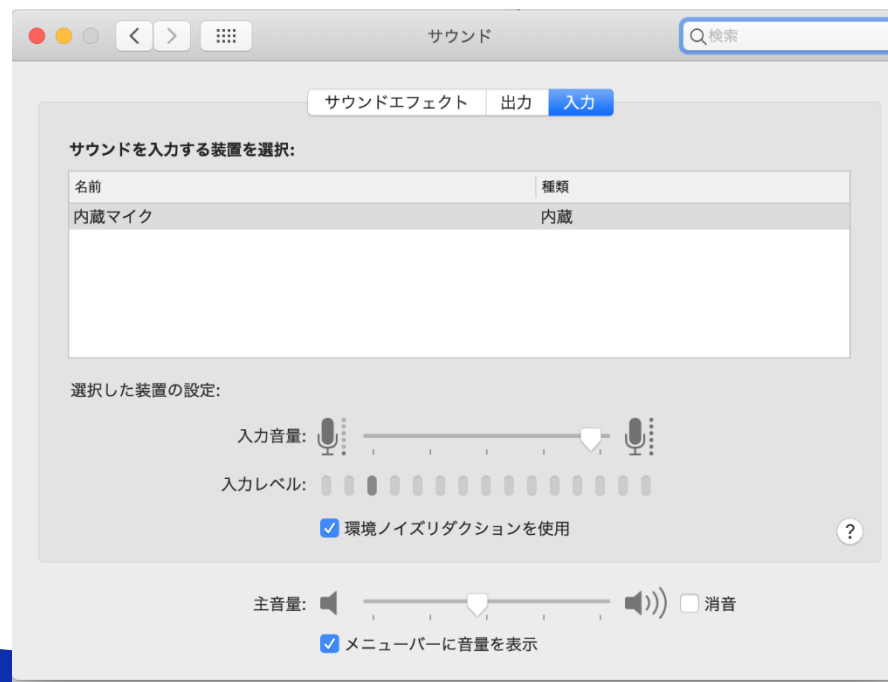 サウンド
検索
サウンドエフェクト 出力 入力
サウンドを入力する装置を選択:
名前 種類
内蔵マイク 内蔵
選択した装置の設定:
入力音量:
入力レベル:
環境ノイズリダクションを使用
?
主音量: 消音
メニューバーに音量を表示